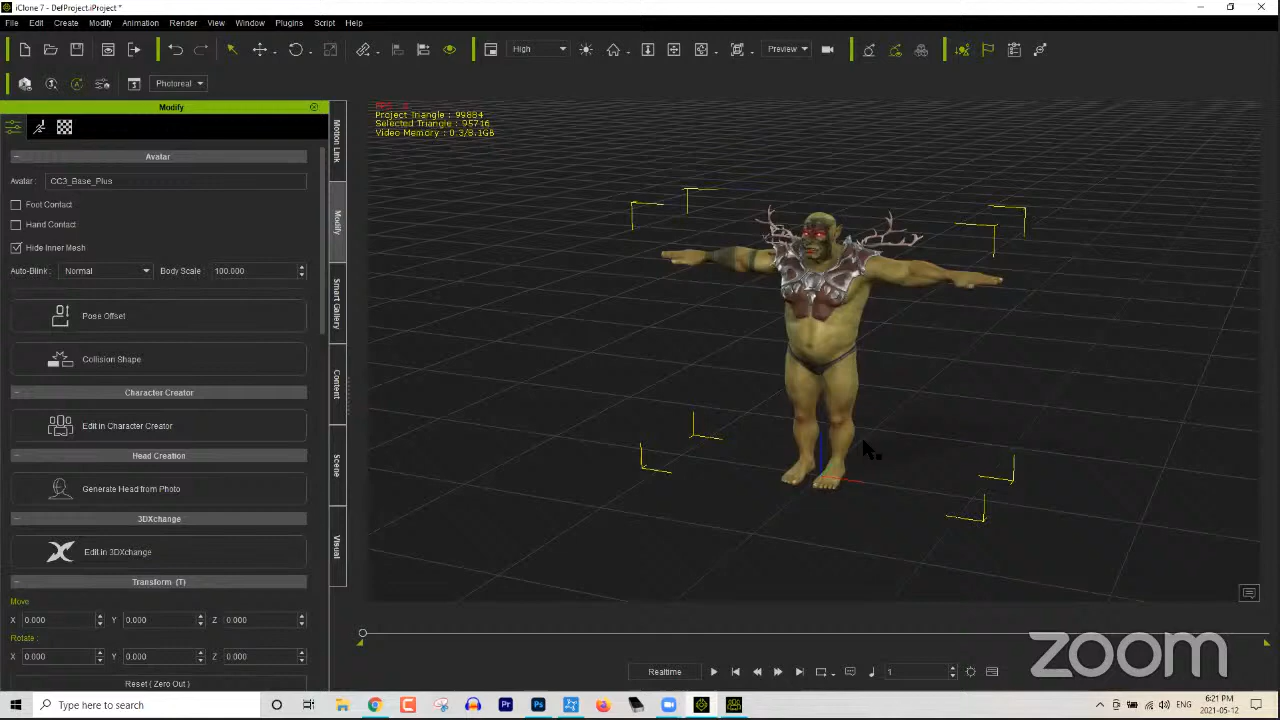 iClone 7 - DefProject.iProject *
File Edit Create Modify Animation Render View Window Plugins Script Help
High
Preview
Photoreal
Modify
Avatar
Avatar : CC3_Base_Plus
Foot Contact
Hand Contact
Hide Inner Mesh
Auto-Blink : Normal Body Scale 100.000
Pose Offset
Collision Shape
Character Creator
Edit in Character Creator
Head Creation
Generate Head from Photo
3DXchange
Edit in 3DXchange
Transform (T)
Move
X 0.000 Y 0.000 Z 0.000
Rotate :
X 0.000 Y 0.000 Z 0.000
Reset ( Zero Out )
Motion Link
Modify
Smart Gallery
Content
Scene
Visual
Project Triangle : 99884
Selected Triangle : 95716
Video Memory : 0.3/8.1GB
Realtime
1
zoom
Type here to search
ENG
6:21 PM
2021-05-12